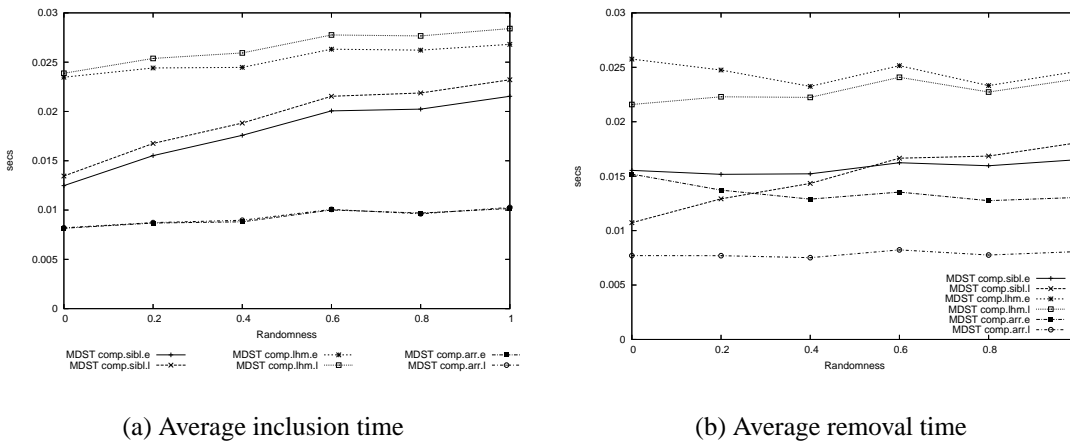 0.03
0.025
0.02
0.015
0.01
0.005
0
secs
0 0.2 0.4 0.6 0.8 1
Randomness
MDST comp.sibl.e
MDST comp.sibl.l
MDST comp.lhm.e
MDST comp.lhm.l
MDST comp.arr.e
MDST comp.arr.l
(a) Average inclusion time
0.03
0.025
0.02
0.015
0.01
0.005
0
secs
0 0.2 0.4 0.6 0.8
Randomness
MDST comp.sibl.e
MDST comp.sibl.l
MDST comp.lhm.e
MDST comp.lhm.l
MDST comp.arr.e
MDST comp.arr.l
(b) Average removal time